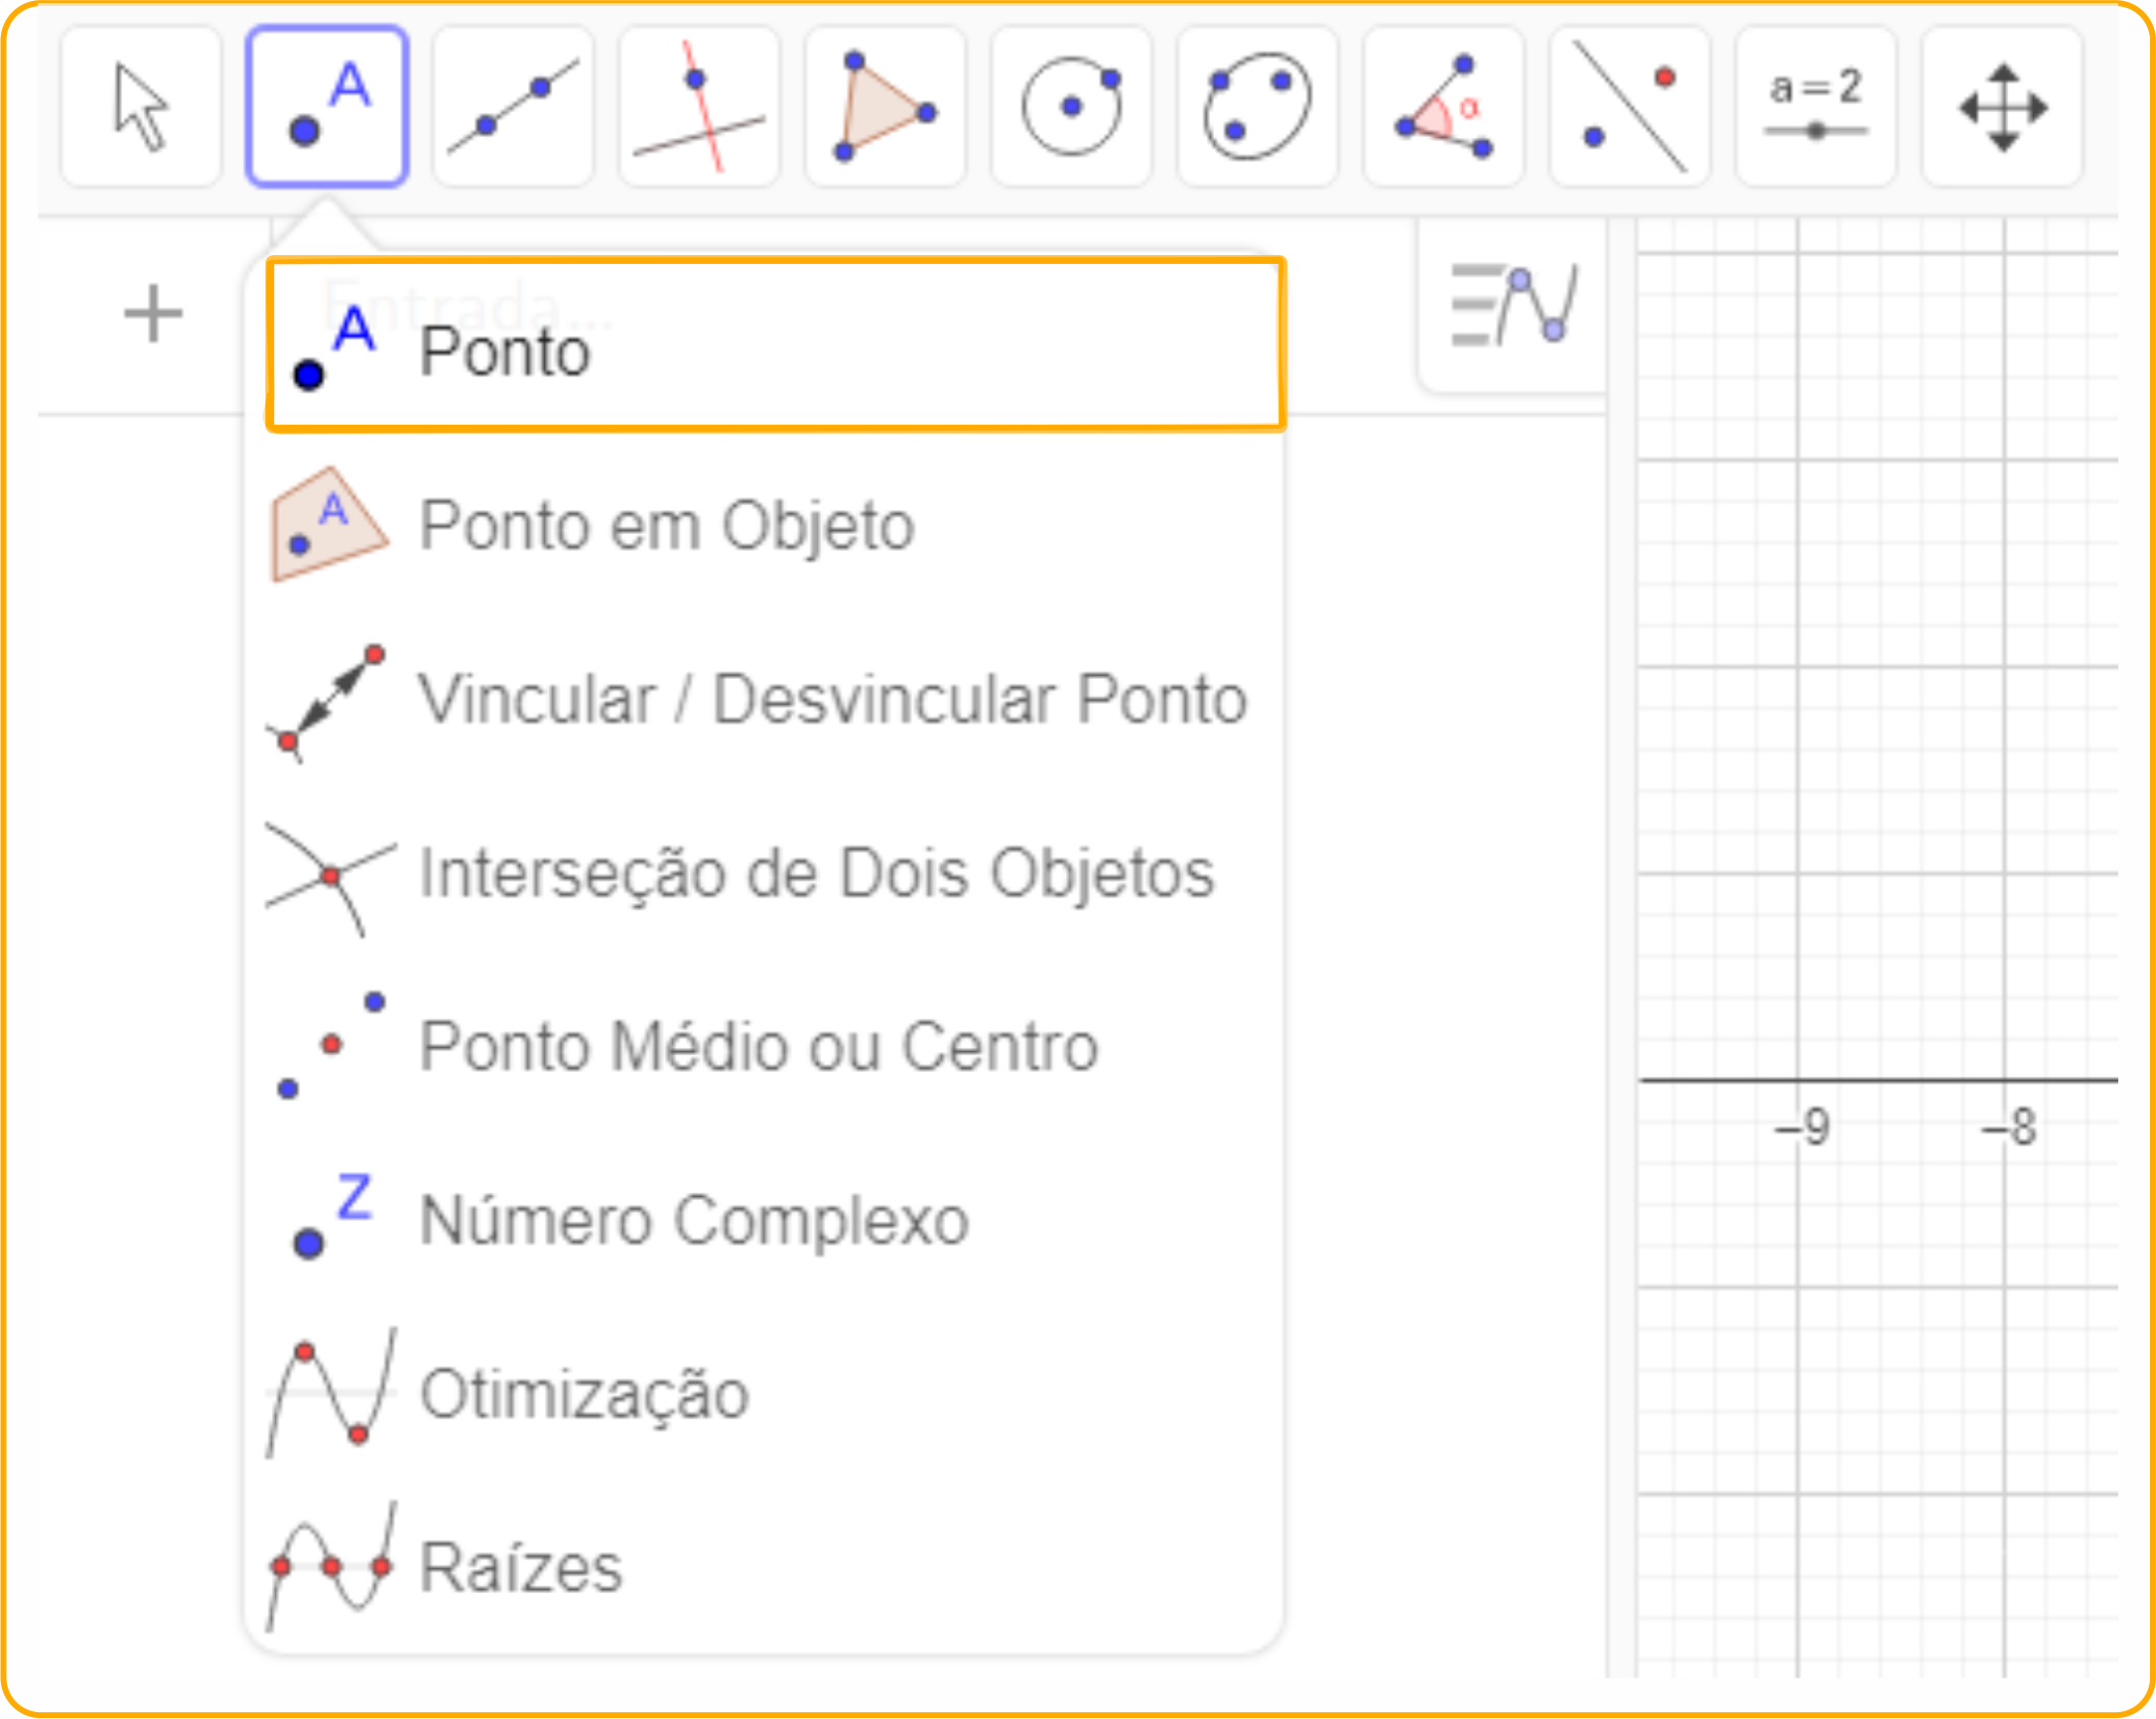 A
α
a = 2
Entrada...
A Ponto
A Ponto em Objeto
Vincular / Desvincular Ponto
Interseção de Dois Objetos
Ponto Médio ou Centro
–9 –8
Z Número Complexo
Otimização
Raízes